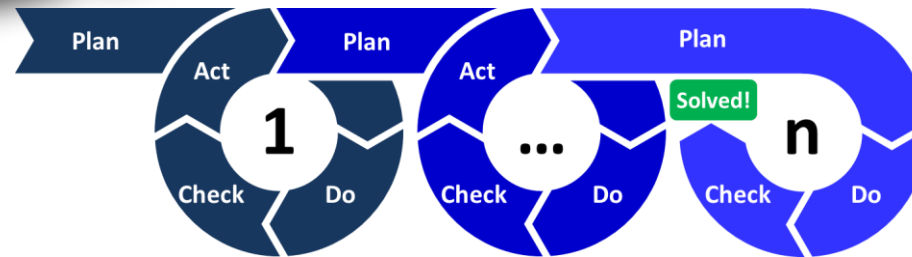 Plan
Plan
Plan
Act
Act
Solved!
1
...
n
Check
Do
Check
Do
Check
Do